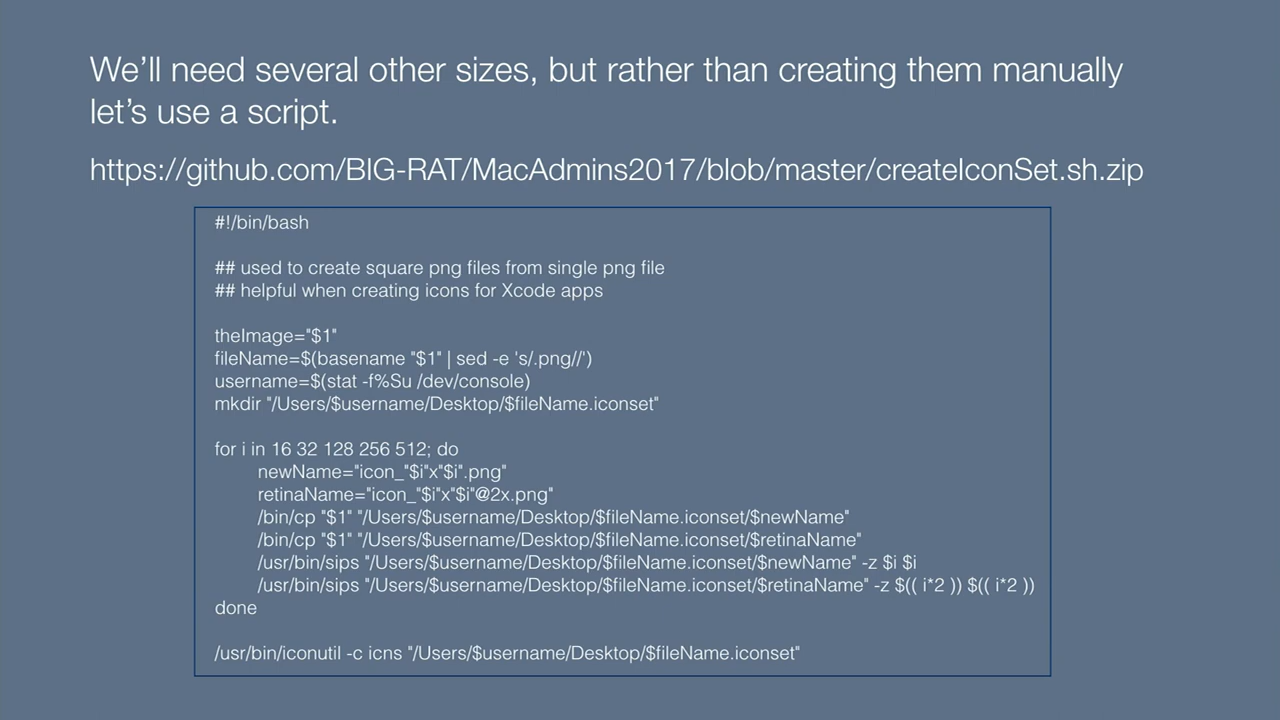 We’ll need several other sizes, but rather than creating them manually
let’s use a script.
https://github.com/BIG-RAT/MacAdmins2017/blob/master/createIconSet.sh.zip
#!/bin/bash
## used to create square png files from single png file
## helpful when creating icons for Xcode apps
theImage="$1"
fileName=$(basename "$1" | sed -e 's/.png//')
username=$(stat -f%Su /dev/console)
mkdir "/Users/$username/Desktop/$fileName.iconset"
for i in 16 32 128 256 512; do
newName="icon_"$i"x"$i".png"
retinaName="icon_"$i"x"$i"@2x.png"
/bin/cp "$1" "/Users/$username/Desktop/$fileName.iconset/$newName"
/bin/cp "$1" "/Users/$username/Desktop/$fileName.iconset/$retinaName"
/usr/bin/sips "/Users/$username/Desktop/$fileName.iconset/$newName" -z $i $i
/usr/bin/sips "/Users/$username/Desktop/$fileName.iconset/$retinaName" -z $(( i*2 )) $(( i*2 ))
done
/usr/bin/iconutil -c icns "/Users/$username/Desktop/$fileName.iconset"